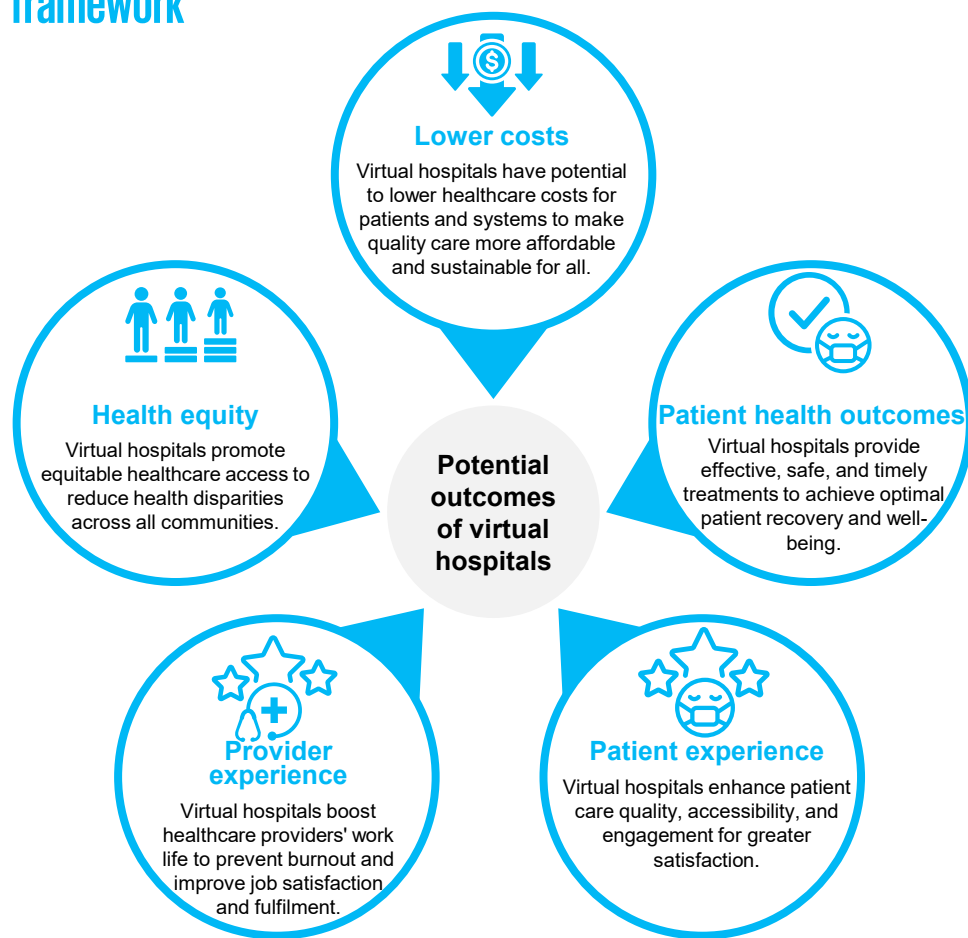 framework
Lower costs
Virtual hospitals have potential
to lower healthcare costs for
patients and systems to make
quality care more affordable
and sustainable for all.
Health equity
Virtual hospitals promote
equitable healthcare access to
reduce health disparities
across all communities.
Potential
outcomes
of virtual
hospitals
Patient health outcomes
Virtual hospitals provide
effective, safe, and timely
treatments to achieve optimal
patient recovery and well-
being.
Provider
experience
Virtual hospitals boost
healthcare providers' work
life to prevent burnout and
improve job satisfaction
and fulfilment.
Patient experience
Virtual hospitals enhance patient
care quality, accessibility, and
engagement for greater
satisfaction.